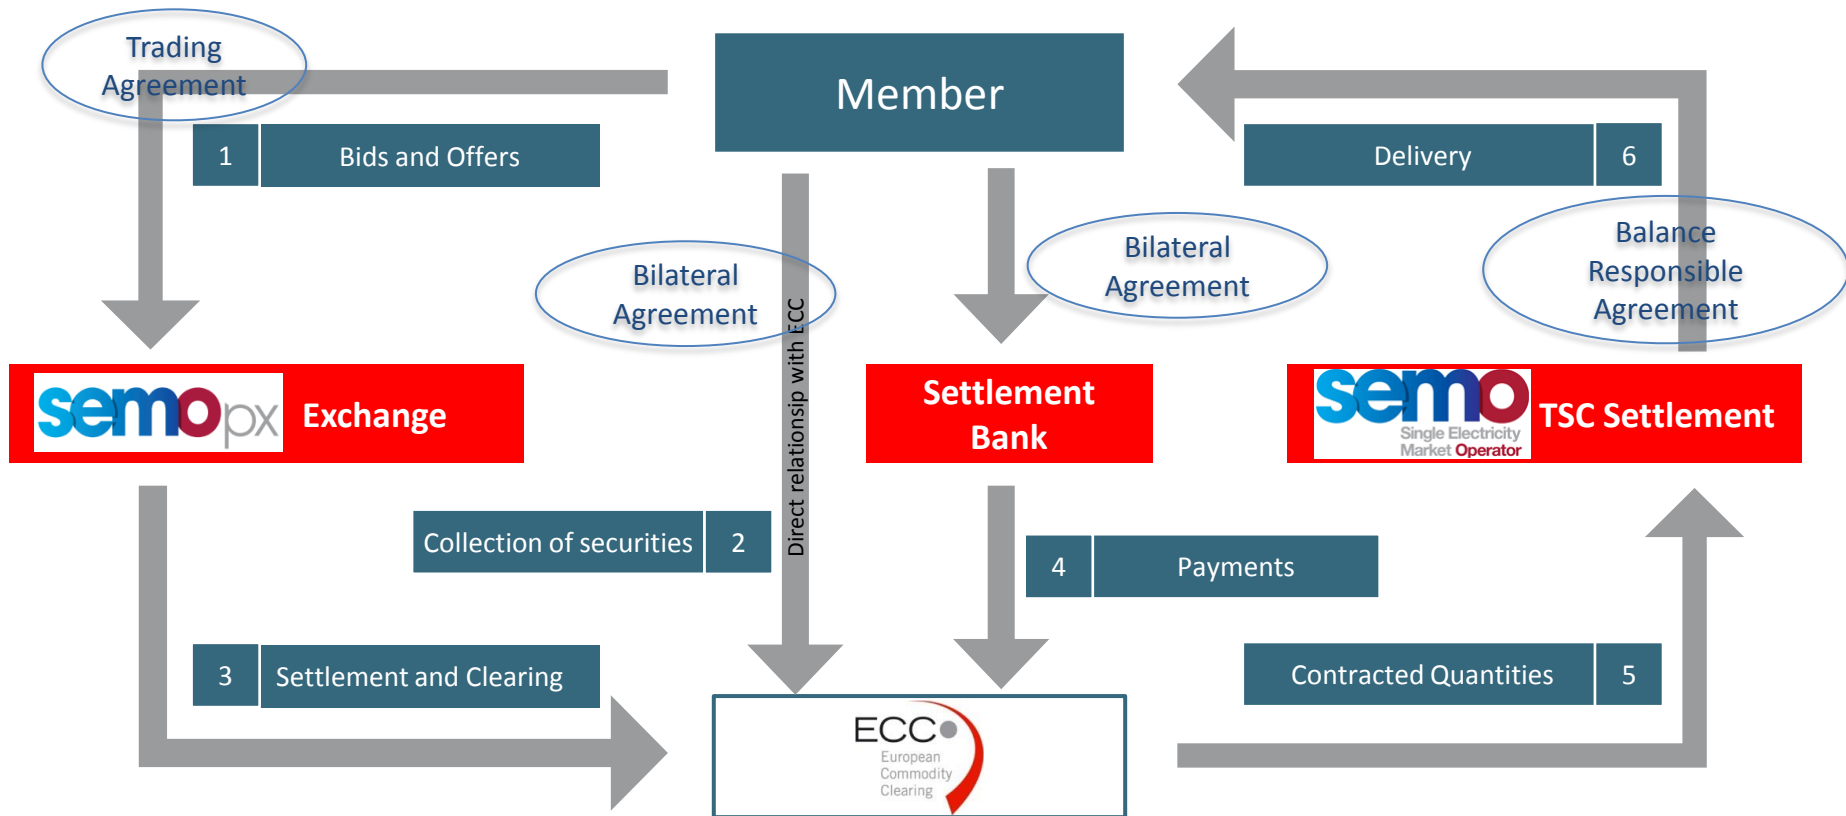 Trading
Agreement
Member
1
Bids and Offers
Delivery
6
Bilateral
Agreement
Bilateral
Agreement
Balance
Responsible
Agreement
Direct relationsip with ECC
semopx
Exchange
Settlement
Bank
semo
Single Electricity
Market Operator
TSC Settlement
Collection of securities
2
4
Payments
3
Settlement and Clearing
Contracted Quantities
5
ECC
European
Commodity
Clearing